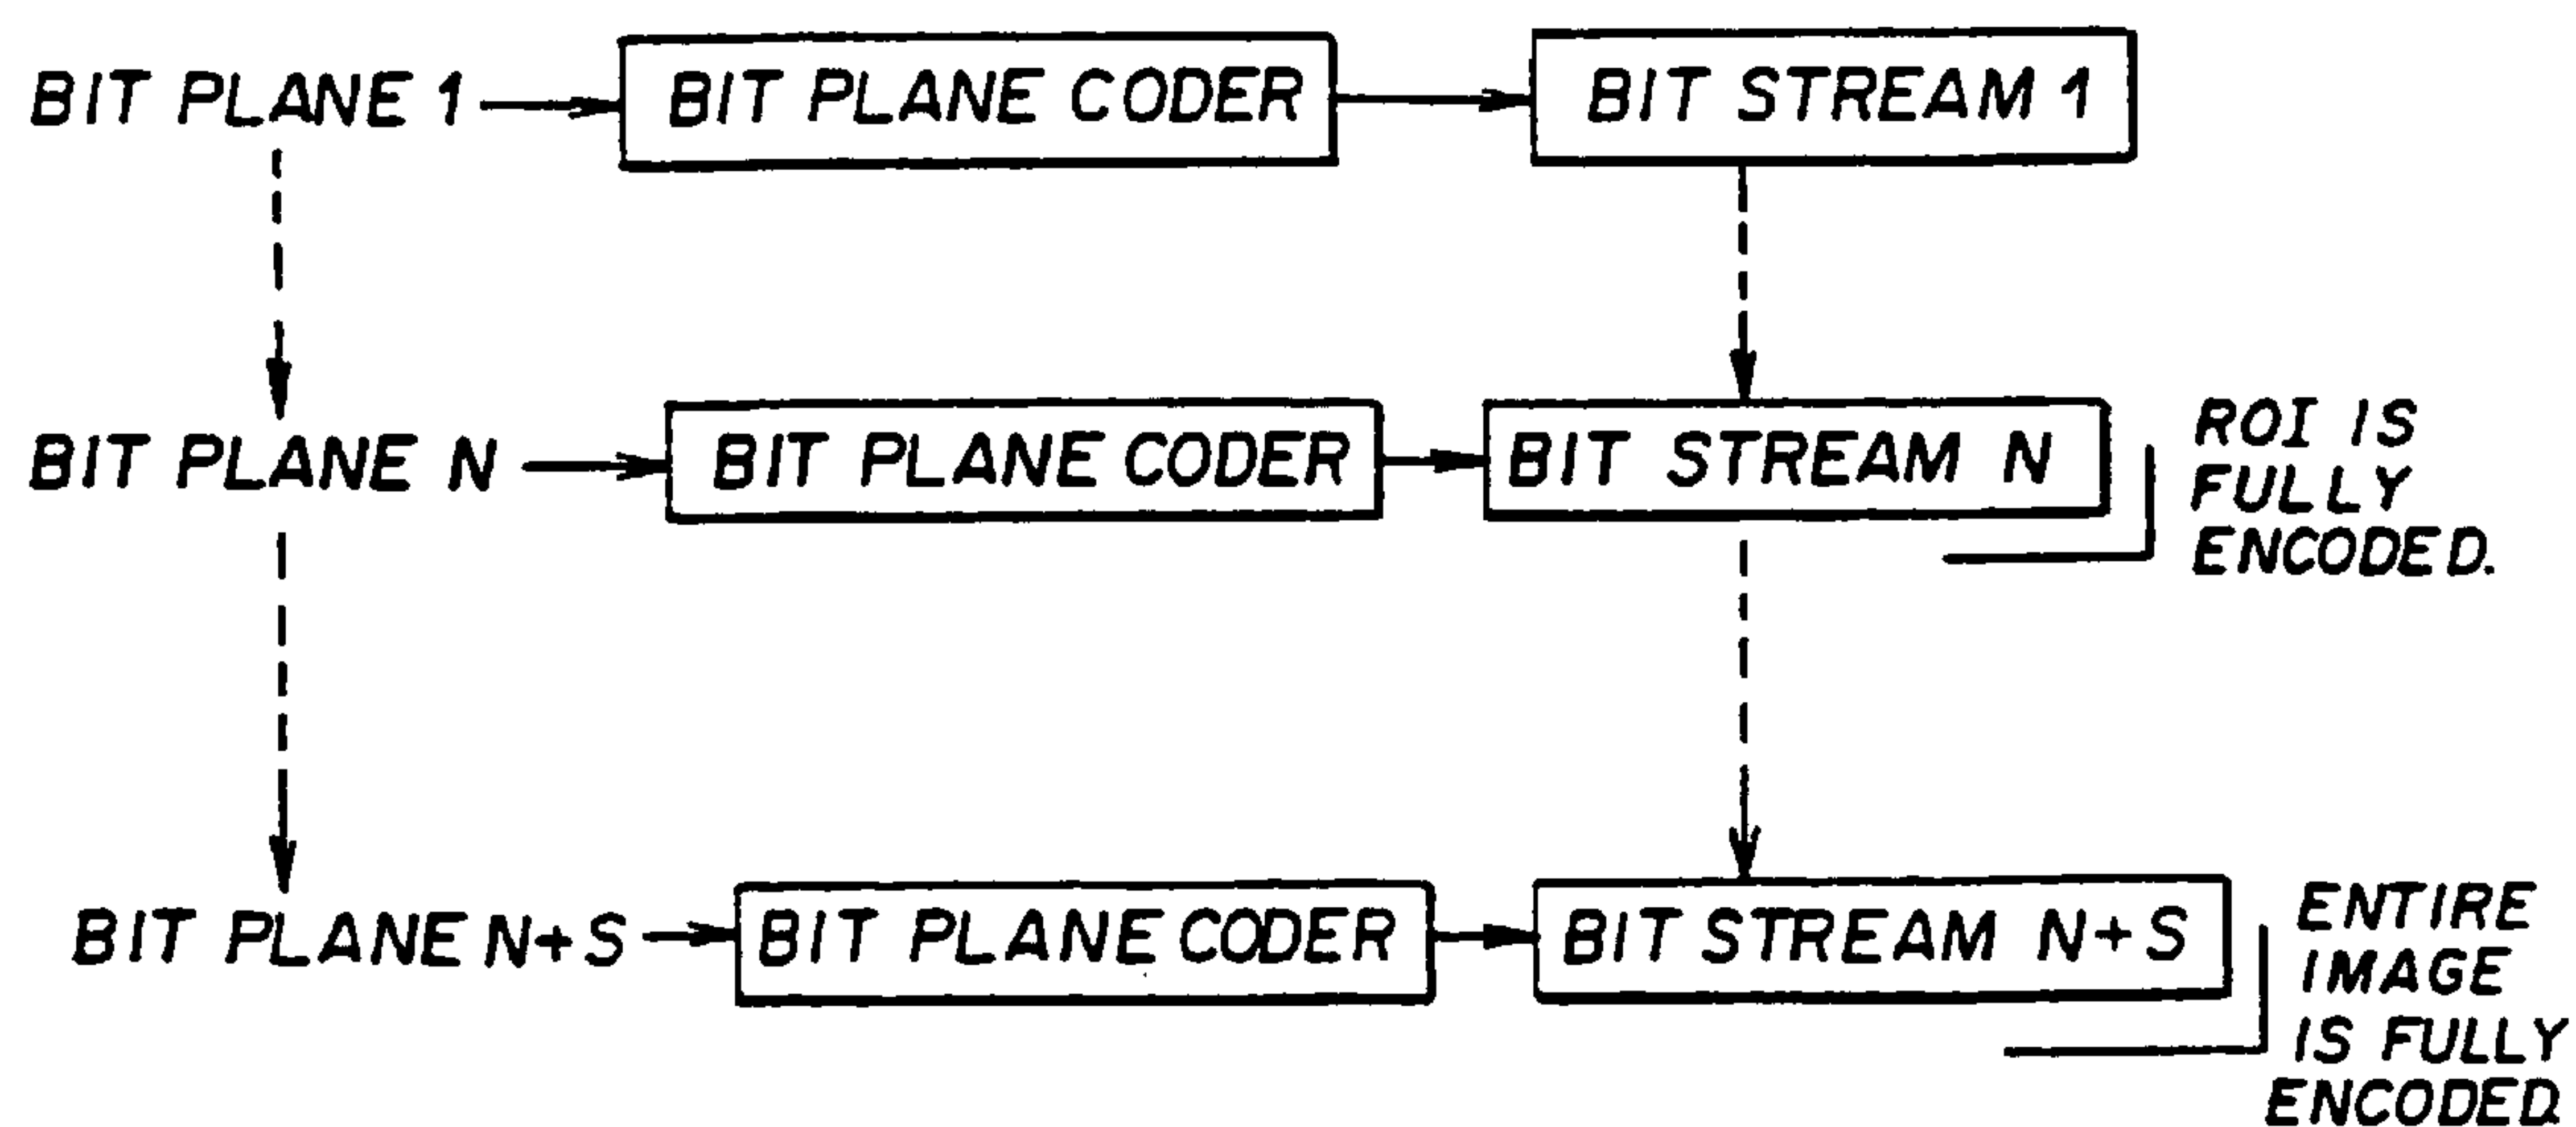 BIT PLANE 1
BIT PLANE CODER
BIT STREAM 1
BIT PLANE N
BIT PLANE CODER
BIT STREAM N
ROI IS
FULLY
ENCODED.
BIT PLANE N+S
BIT PLANE CODER
BIT STREAM N+S
ENTIRE
IMAGE
IS FULLY
ENCODED.